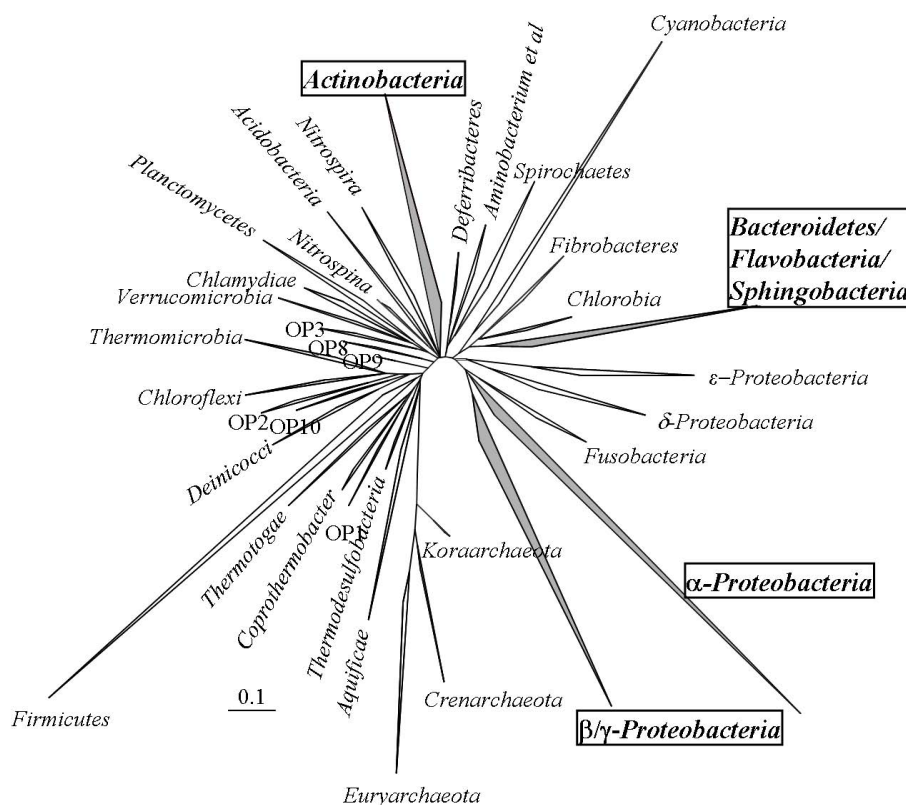 Cyanobacteria
Actinobacteria
Aminobacterium et al
Deferribacteres
Nitrospira
Acidobacteria
Spirochaetes
Planctomycetes
Nitrospina
Fibrobacteres
Bacteroidetes/
Flavobacteria/
Sphingobacteria
Chlamydiae
Verrucomicrobia
Chlorobia
OP3
Thermomicrobia
OP8
OP9
ε–Proteobacteria
Chloroflexi
OP2
OP10
δ-Proteobacteria
Deinicocci
Fusobacteria
Thermotogae
Coprothermobacter
OP1
Thermodesulfobacteria
Koraarchaeota
α-Proteobacteria
Aquificae
0.1
Crenarchaeota
Firmicutes
β/γ-Proteobacteria
Euryarchaeota